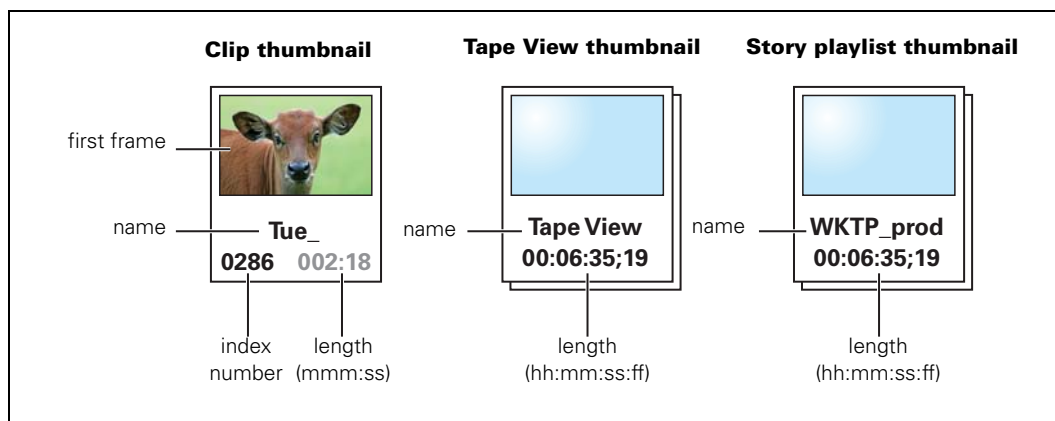 Clip thumbnail
Tape View thumbnail
Story playlist thumbnail
first frame
name
Tue_
0286 002:18
index
number
length
(mmm:ss)
name
Tape View
00:06:35;19
length
(hh:mm:ss:ff)
name
WKTP_prod
00:06:35;19
length
(hh:mm:ss:ff)